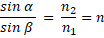 sin α / sin β = n₂ / n₁ = n